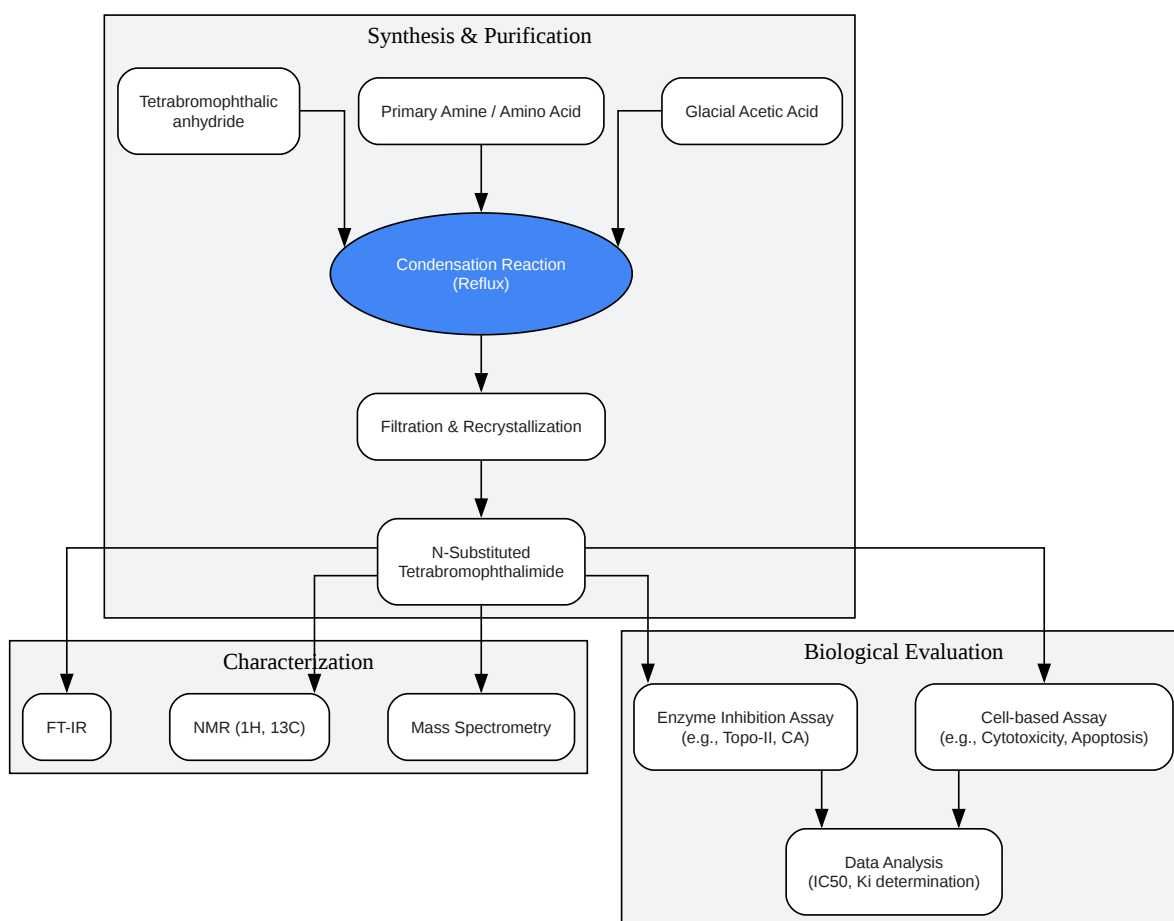 Synthesis & Purification
Tetrabromophthalic
anhydride
Primary Amine / Amino Acid
Glacial Acetic Acid
Condensation Reaction
(Reflux)
Filtration & Recrystallization
N-Substituted
Tetrabromophthalimide
Characterization
FT-IR
NMR (1H, 13C)
Mass Spectrometry
Biological Evaluation
Enzyme Inhibition Assay
(e.g., Topo-II, CA)
Cell-based Assay
(e.g., Cytotoxicity, Apoptosis)
Data Analysis
(IC50, Ki determination)